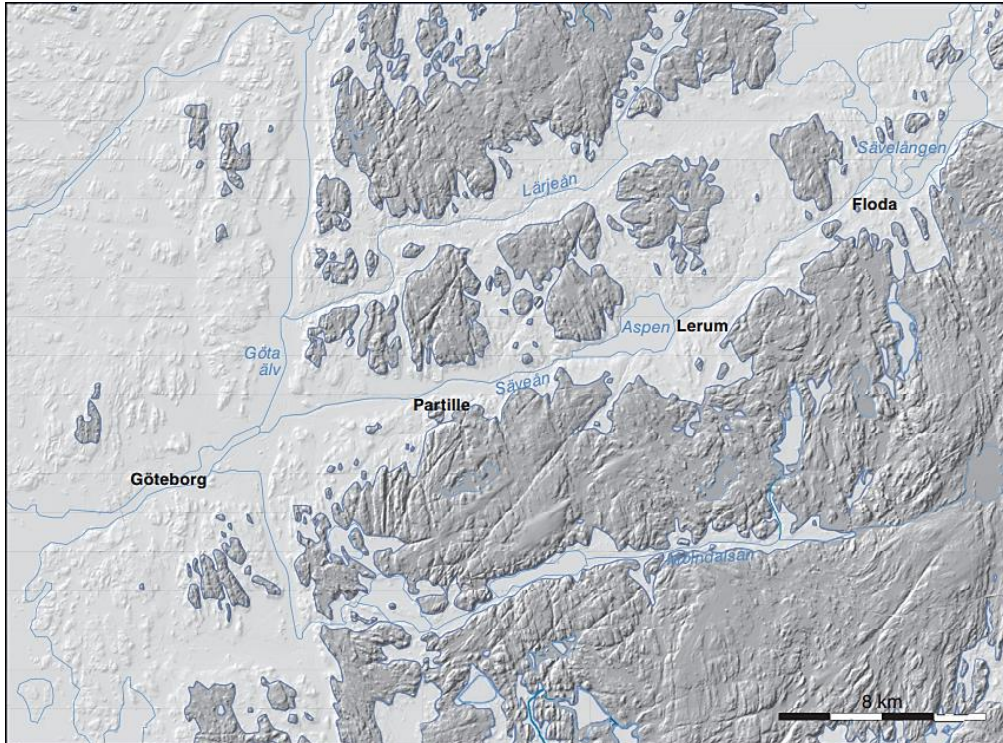 Sävelången
Lärjeån
Floda
Aspen
Lerum
Göta
älv
Säveån
Partille
Göteborg
Mölndalsån
8 km